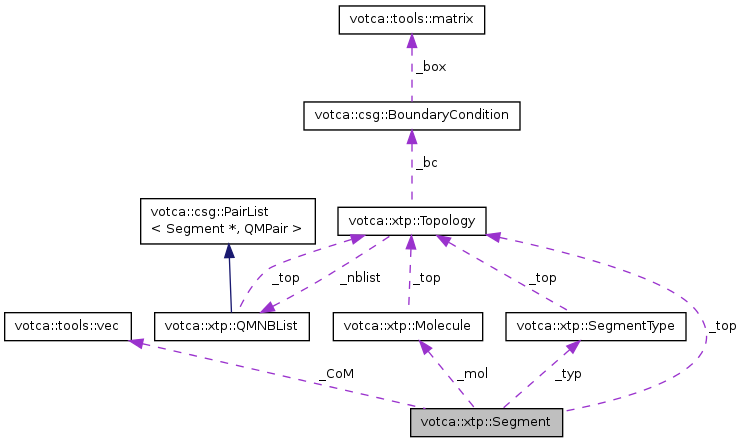 votca::tools::matrix
_box
votca::csg::BoundaryCondition
_bc
votca::csg::PairList
< Segment *, QMPair >
votca::xtp::Topology
_top
_nblist
_top
_top
votca::tools::vec
votca::xtp::QMNBList
votca::xtp::Molecule
votca::xtp::SegmentType
_top
_CoM
_mol
_typ
votca::xtp::Segment